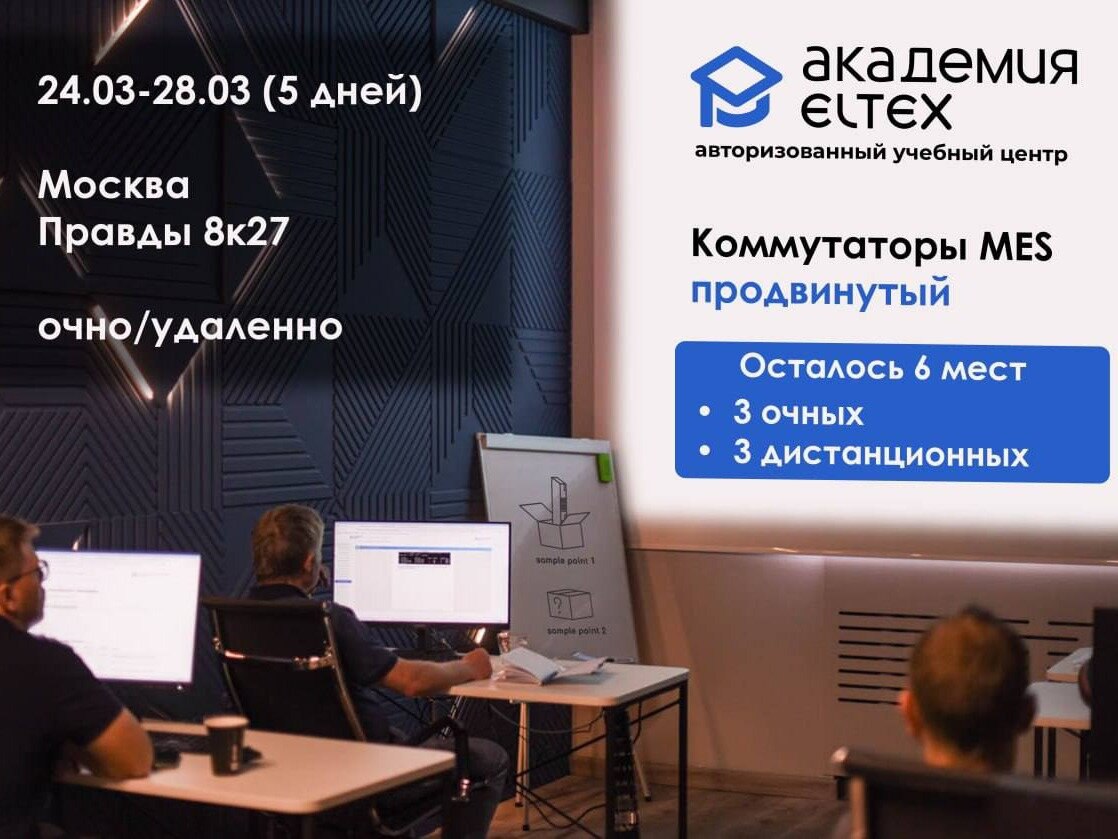 24.03-28.03 (5 дней)
Москва
Правды 8к27
очно/удаленно
академия
ELTEX
авторизованный учебный центр
Коммутаторы MES
продвинутый
Осталось 6 мест
• 3 очных
• 3 дистанционных
sample point 1
?
sample point 2